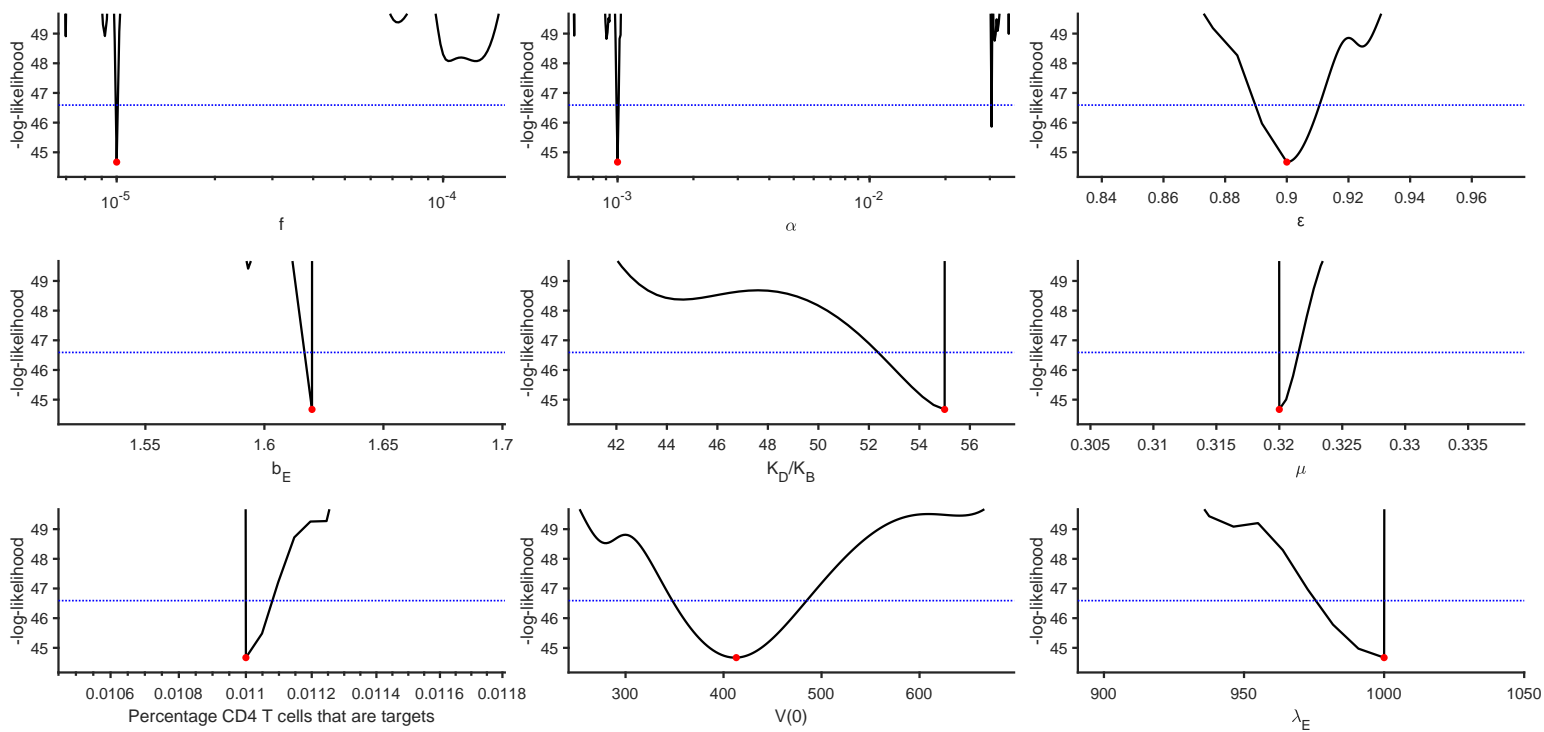 49
48
47
46
45
-log-likelihood
10-5
10-4
f
49
48
47
46
45
-log-likelihood
10-3
10-2
α
49
48
47
46
45
-log-likelihood
0.84 0.86 0.88 0.9 0.92 0.94 0.96
ε
49
48
47
46
45
-log-likelihood
1.55 1.6 1.65 1.7
bE
49
48
47
46
45
-log-likelihood
42 44 46 48 50 52 54 56
KD/KB
49
48
47
46
45
-log-likelihood
0.305 0.31 0.315 0.32 0.325 0.33 0.335
μ
49
48
47
46
45
-log-likelihood
0.0106 0.0108 0.011 0.0112 0.0114 0.0116 0.0118
Percentage CD4 T cells that are targets
49
48
47
46
45
-log-likelihood
300 400 500 600
V(0)
49
48
47
46
45
-log-likelihood
900 950 1000 1050
λE